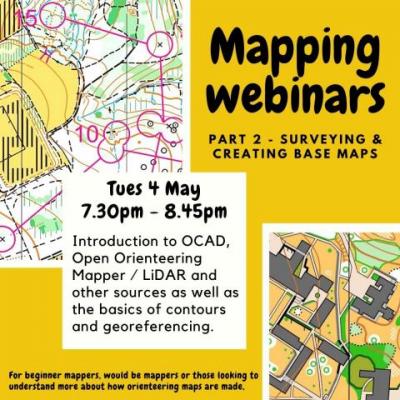 15
10
Mapping
webinars
PART 2 - SURVEYING &
CREATING BASE MAPS
Tues 4 May
7.30pm - 8.45pm
Introduction to OCAD,
Open Orienteering
Mapper / LiDAR and
other sources as well as
the basics of contours
and georeferencing.
For beginner mappers, would be mappers or those looking to
understand more about how orienteering maps are made.